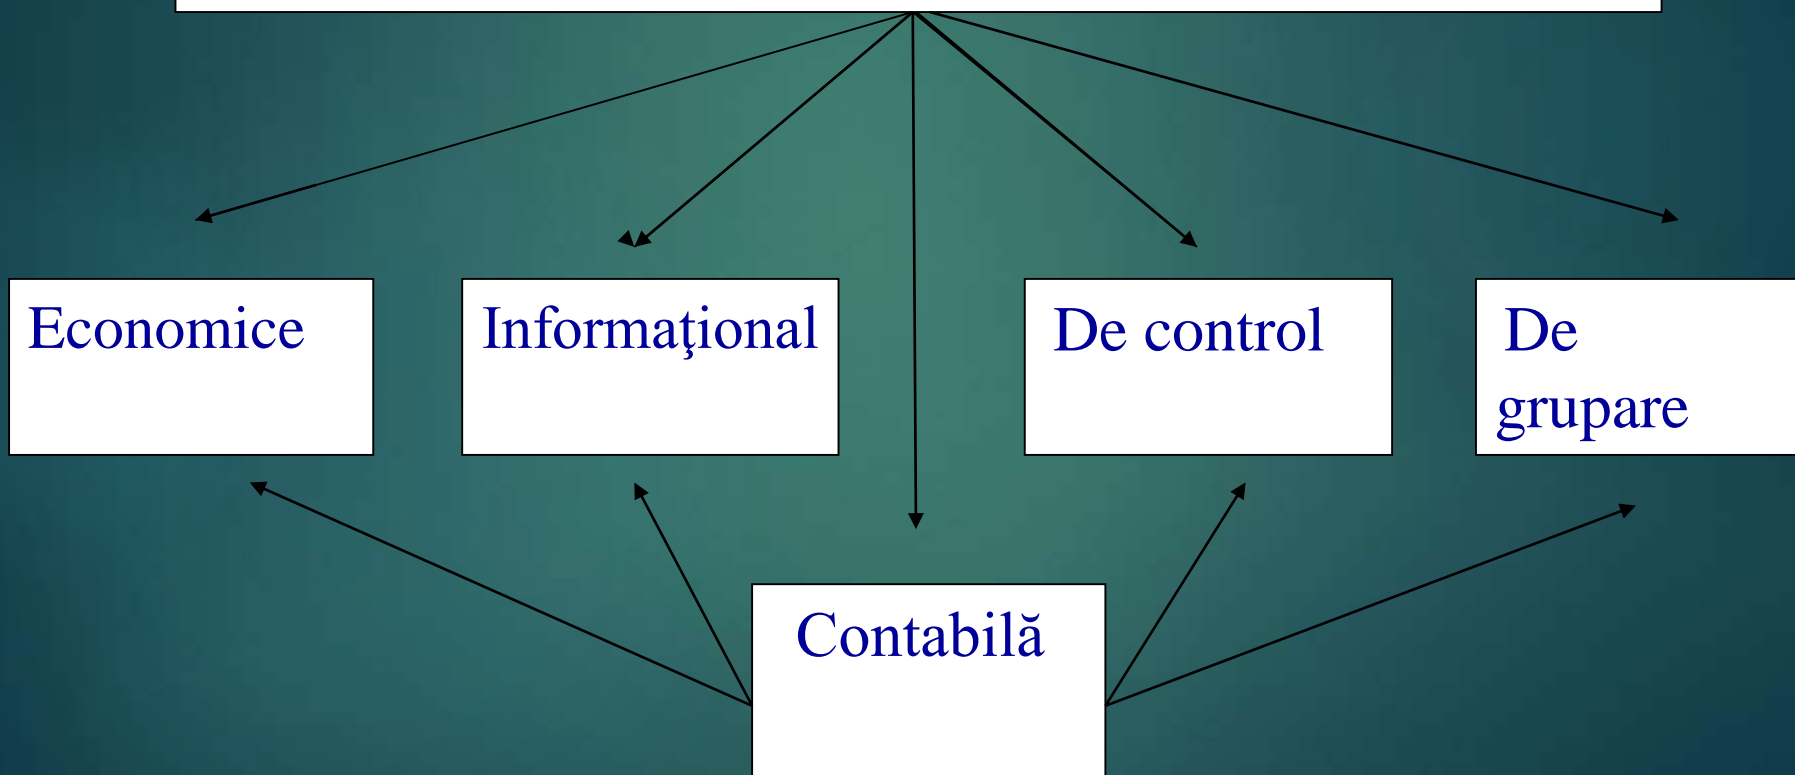 Economice
Informaţional
De control
De
grupare
Contabilă